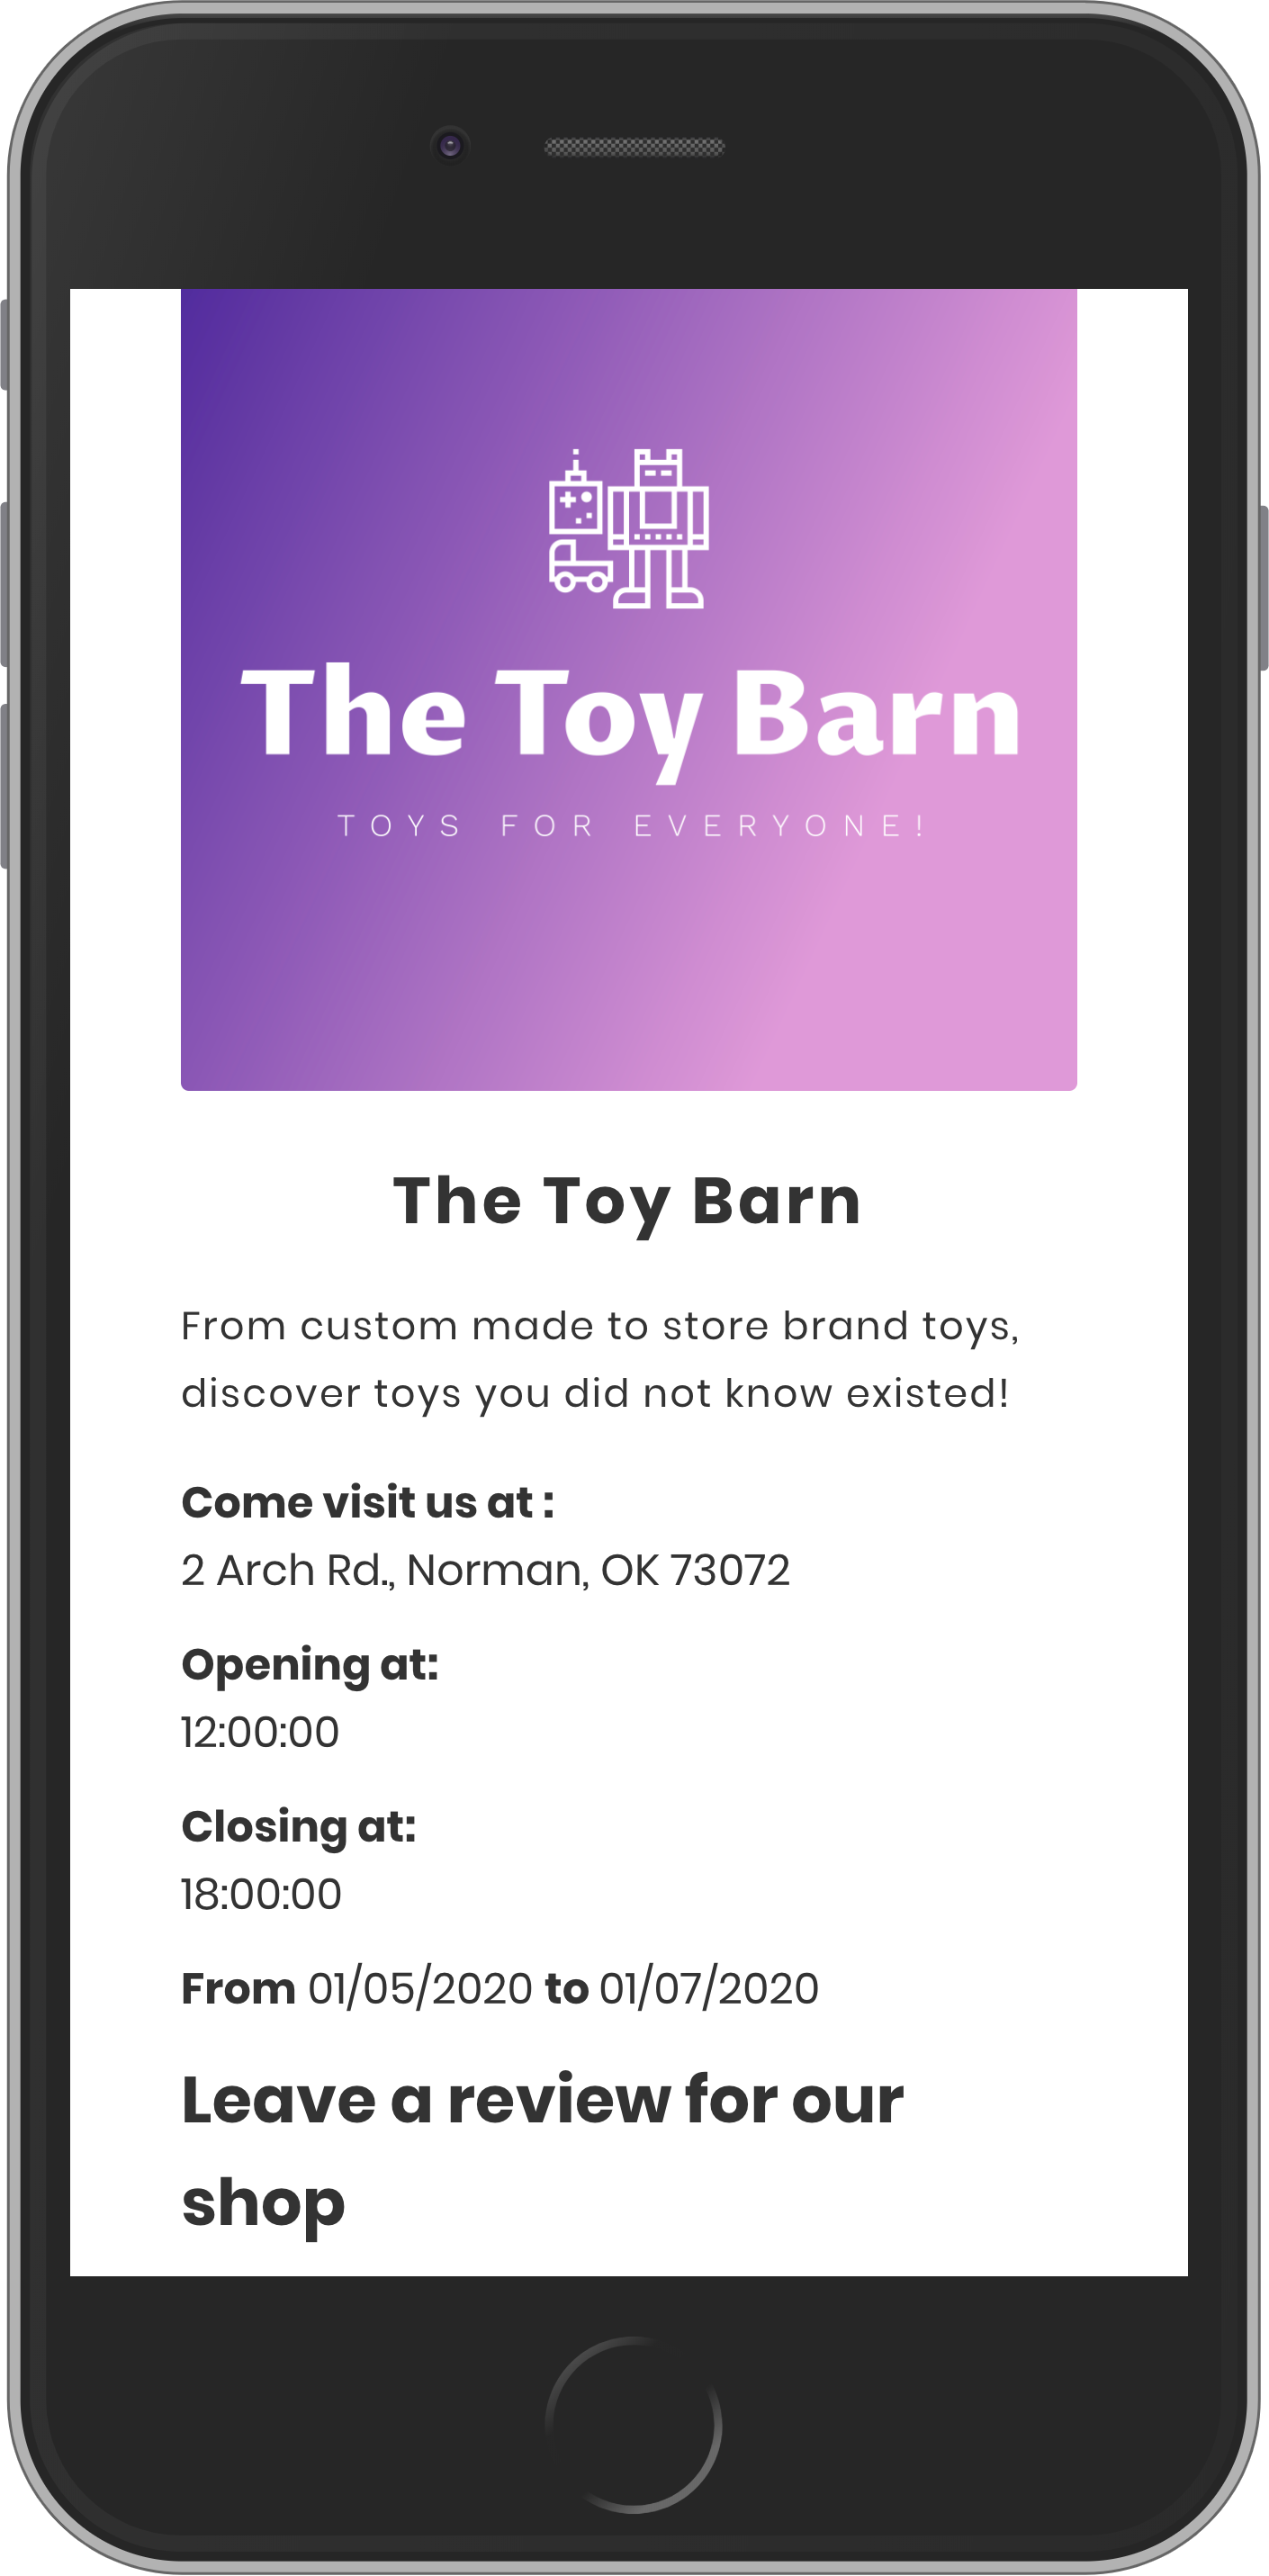 The Toy Barn
TOYS FOR EVERYONE!
The Toy Barn
From custom made to store brand toys,
discover toys you did not know existed!
Come visit us at :
2 Arch Rd., Norman, OK 73072
Opening at:
12:00:00
Closing at:
18:00:00
From 01/05/2020 to 01/07/2020
Leave a review for our
shop